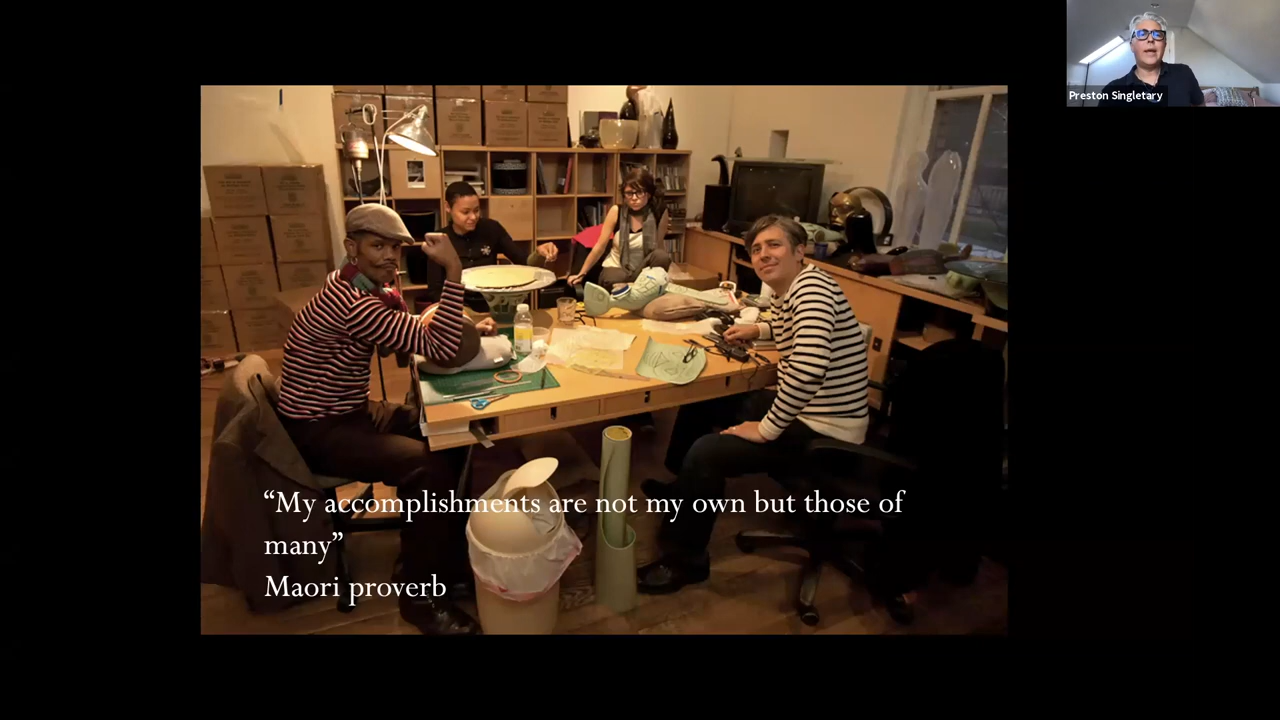 Preston Singletary
“My accomplishments are not my own but those of
many”
Maori proverb